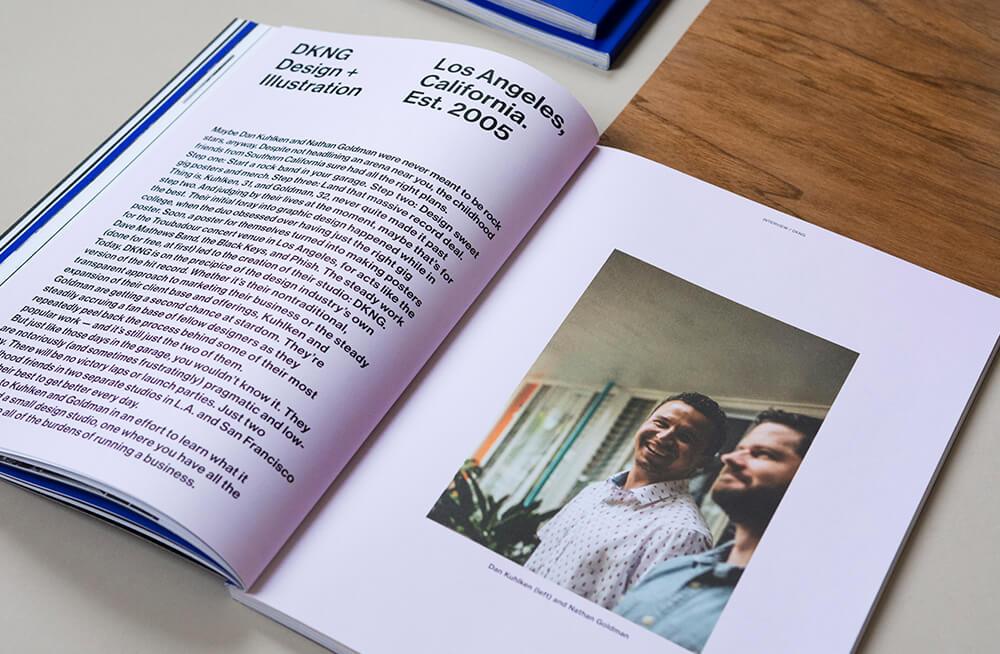 DKNG
Design +
Illustration
Los Angeles,
California.
Est. 2005
Maybe Dan Kuhlken and Nathan Goldman were never meant to be rock
stars, anyway. Despite not headlining an arena near you, the childhood
friends from Southern California sure had all the right plans.
Step one: Start a rock band in your garage. Step two: Design sweet
gig posters and merch. Step three: Land that massive record deal.
Thing is, Kuhlken, 31, and Goldman, 32, never quite made it past
step two. And judging by their lives at the moment, maybe that's for
the best. Their initial foray into graphic design happened while in
college, when the duo obsessed over having just the right gig
poster. Soon, a poster for themselves turned into making posters
for the Troubadour concert venue in Los Angeles, for acts like the
Dave Mathews Band, the Black Keys, and Phish. The steady work
(done for free, at first) led to the creation of their studio: DKNG.
Today, DKNG is on the precipice of the design industry's own
version of the hit record. Whether it's their nontraditional,
transparent approach to marketing their business or the steady
expansion of their client base and offerings, Kuhlken and
Goldman are getting a second chance at stardom. They're
steadily accruing a fan base of fellow designers as they
repeatedly peel back the process behind some of their most
popular work — and it's still just the two of them.
But just like those days in the garage, you wouldn't know it. They
are notoriously (and sometimes frustratingly) pragmatic and low-
There will be no victory laps or launch parties. Just two
hood friends in two separate studios in L.A. and San Francisco
their best to get better every day.
to Kuhlken and Goldman in an effort to learn what it
a small design studio, one where you have all the
all of the burdens of running a business.
INTERVIEW / DKNG
Dan Kuhlken (left) and Nathan Goldman